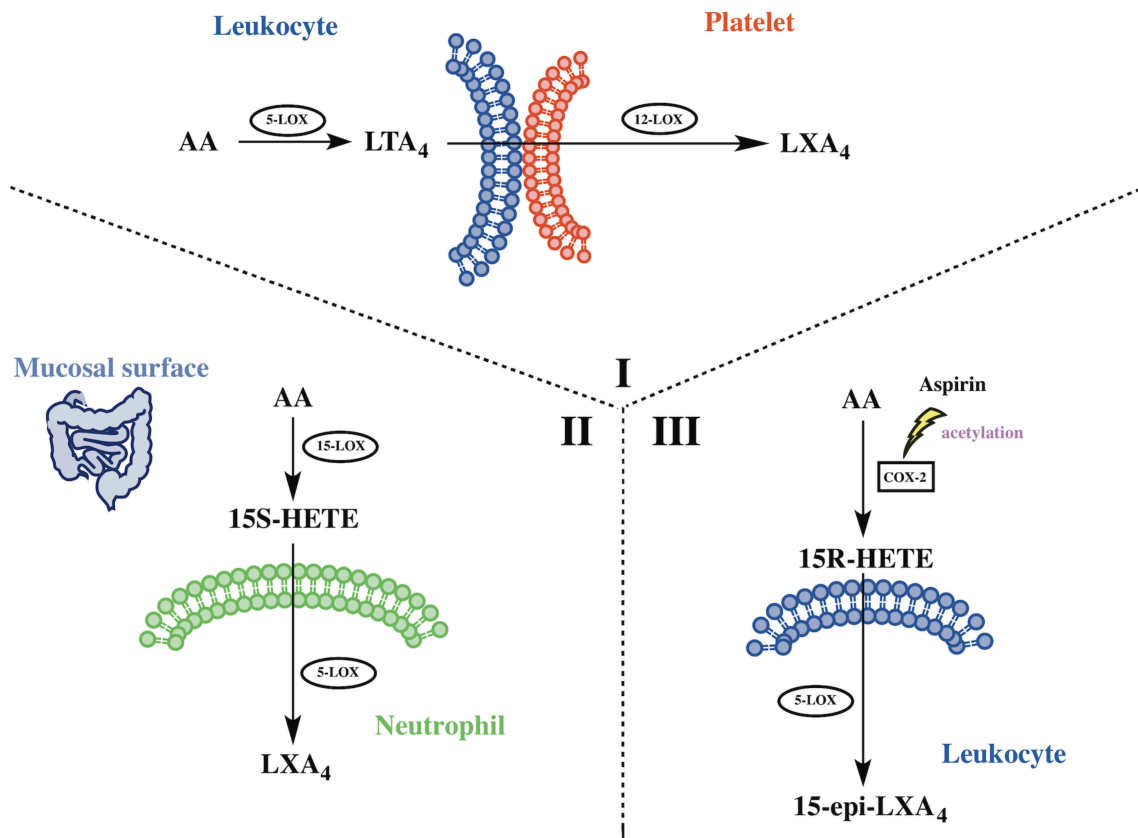 Leukocyte
Platelet
5-LOX
12-LOX
AA
LTA₄
LXA₄
I
II
III
Mucosal surface
AA
15-LOX
15S-HETE
5-LOX
Neutrophil
LXA₄
AA
Aspirin
acetylation
COX-2
15R-HETE
5-LOX
Leukocyte
15-epi-LXA₄